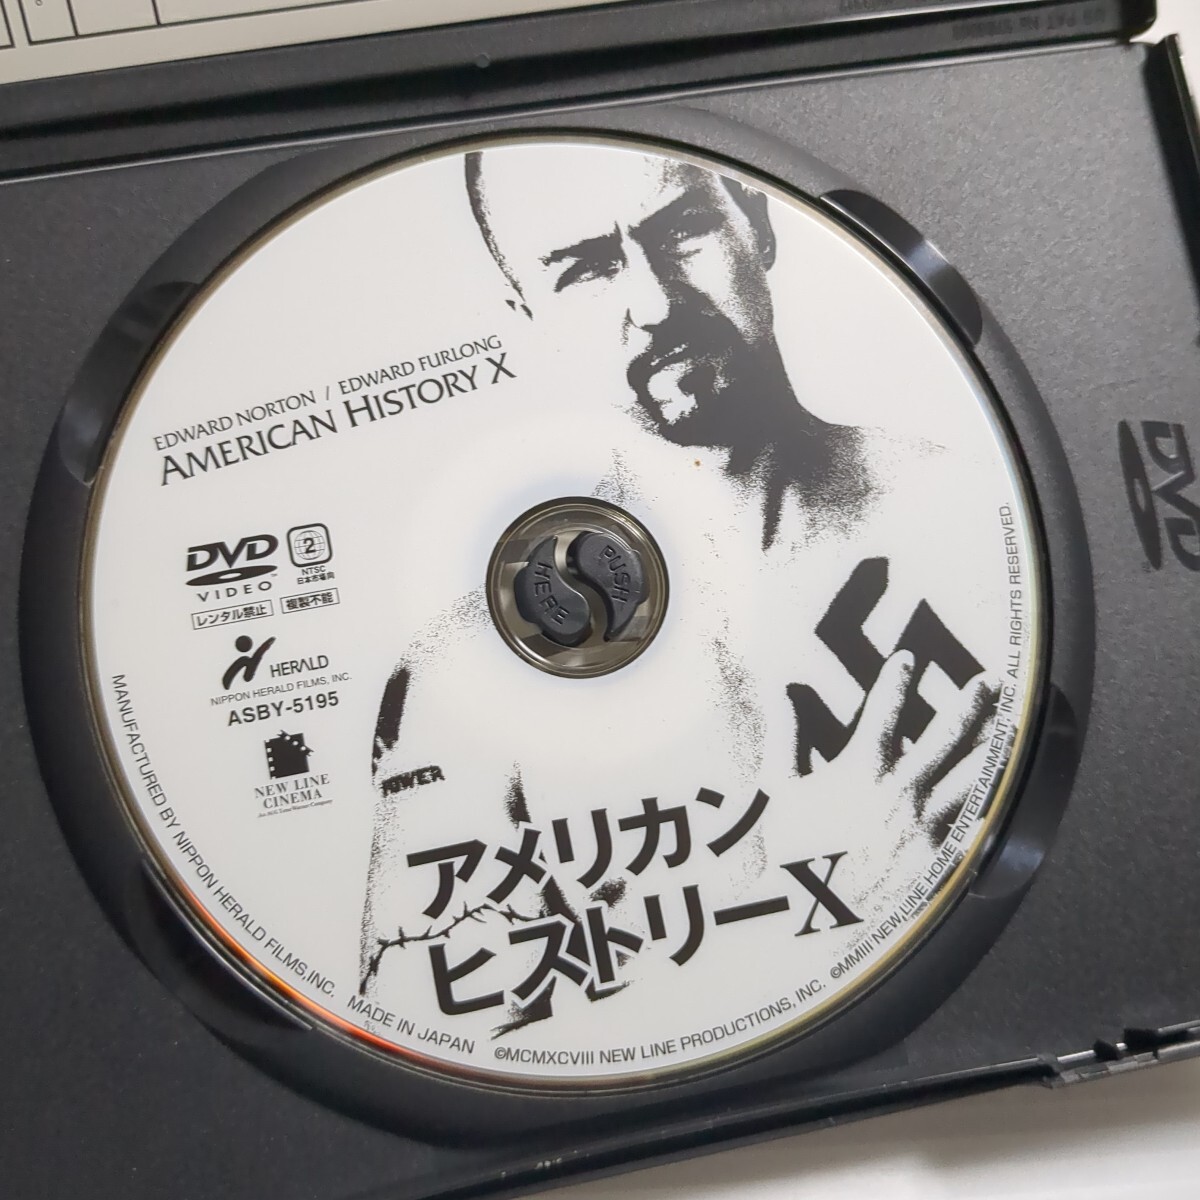 EDWARD NORTON / EDWARD FURLONG
AMERICAN HISTORY X
DVD
VIDEO™
2
NTSC
日本市場向
レンタル禁止
複製不能
HERALD
NIPPON HERALD FILMS, INC.
ASBY-5195
NEW LINE
CINEMA
PUSH
HERE
POWER
アメリカン
ヒストリーX
MANUFACTURED BY NIPPON HERALD FILMS,INC. MADE IN JAPAN ©MCMXCVIII NEW LINE PRODUCTIONS, INC. ©MMIII NEW LINE HOME ENTERTAINMENT, INC. ALL RIGHTS RESERVED.
DVD